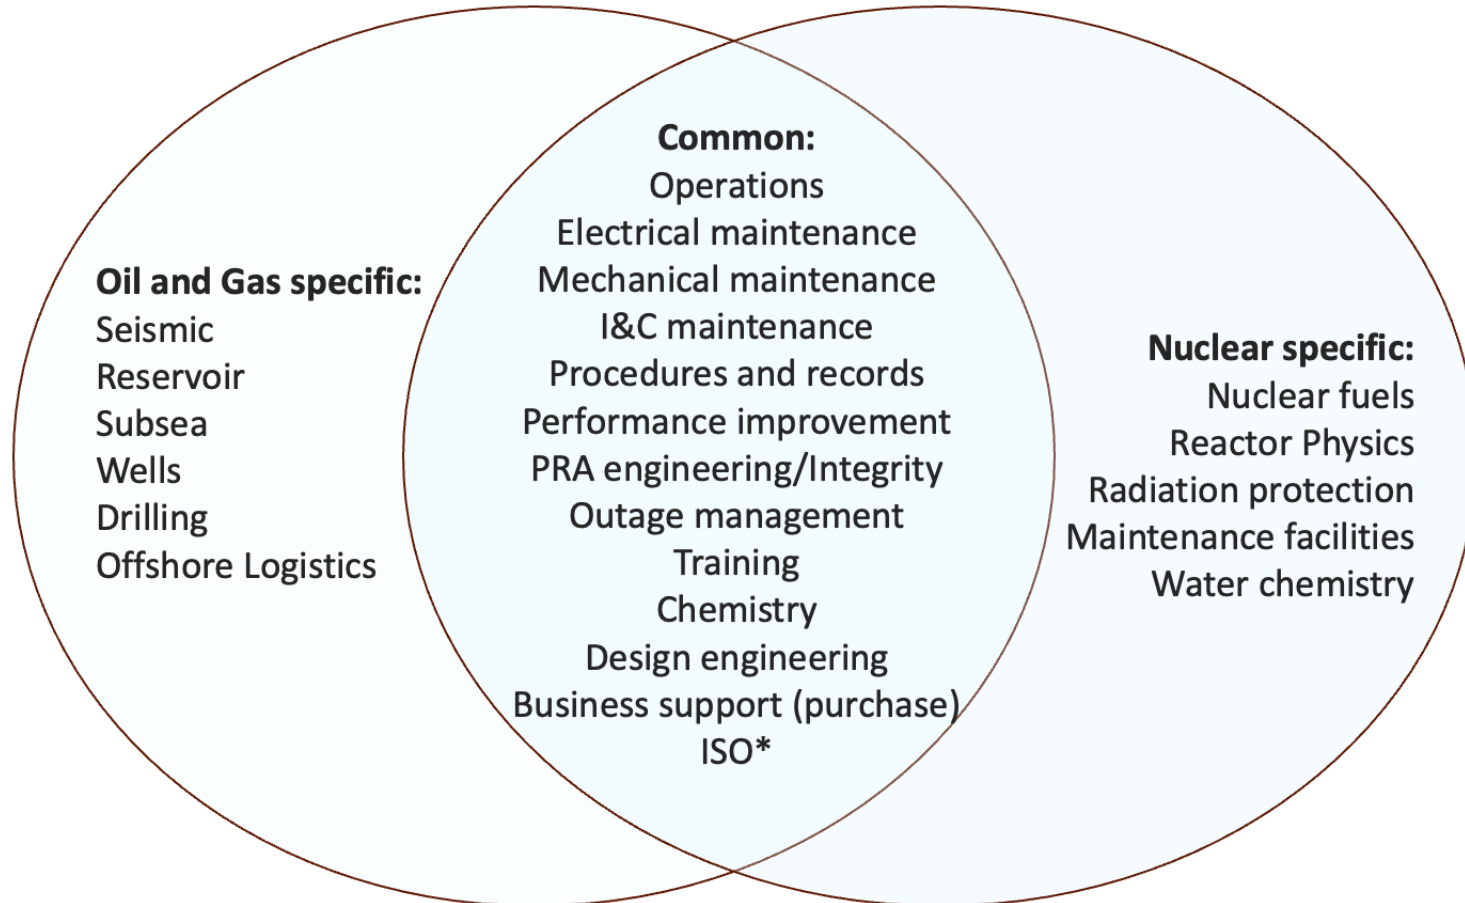 Oil and Gas specific:
Seismic
Reservoir
Subsea
Wells
Drilling
Offshore Logistics
Common:
Operations
Electrical maintenance
Mechanical maintenance
I&C maintenance
Procedures and records
Performance improvement
PRA engineering/Integrity
Outage management
Training
Chemistry
Design engineering
Business support (purchase)
ISO*
Nuclear specific:
Nuclear fuels
Reactor Physics
Radiation protection
Maintenance facilities
Water chemistry